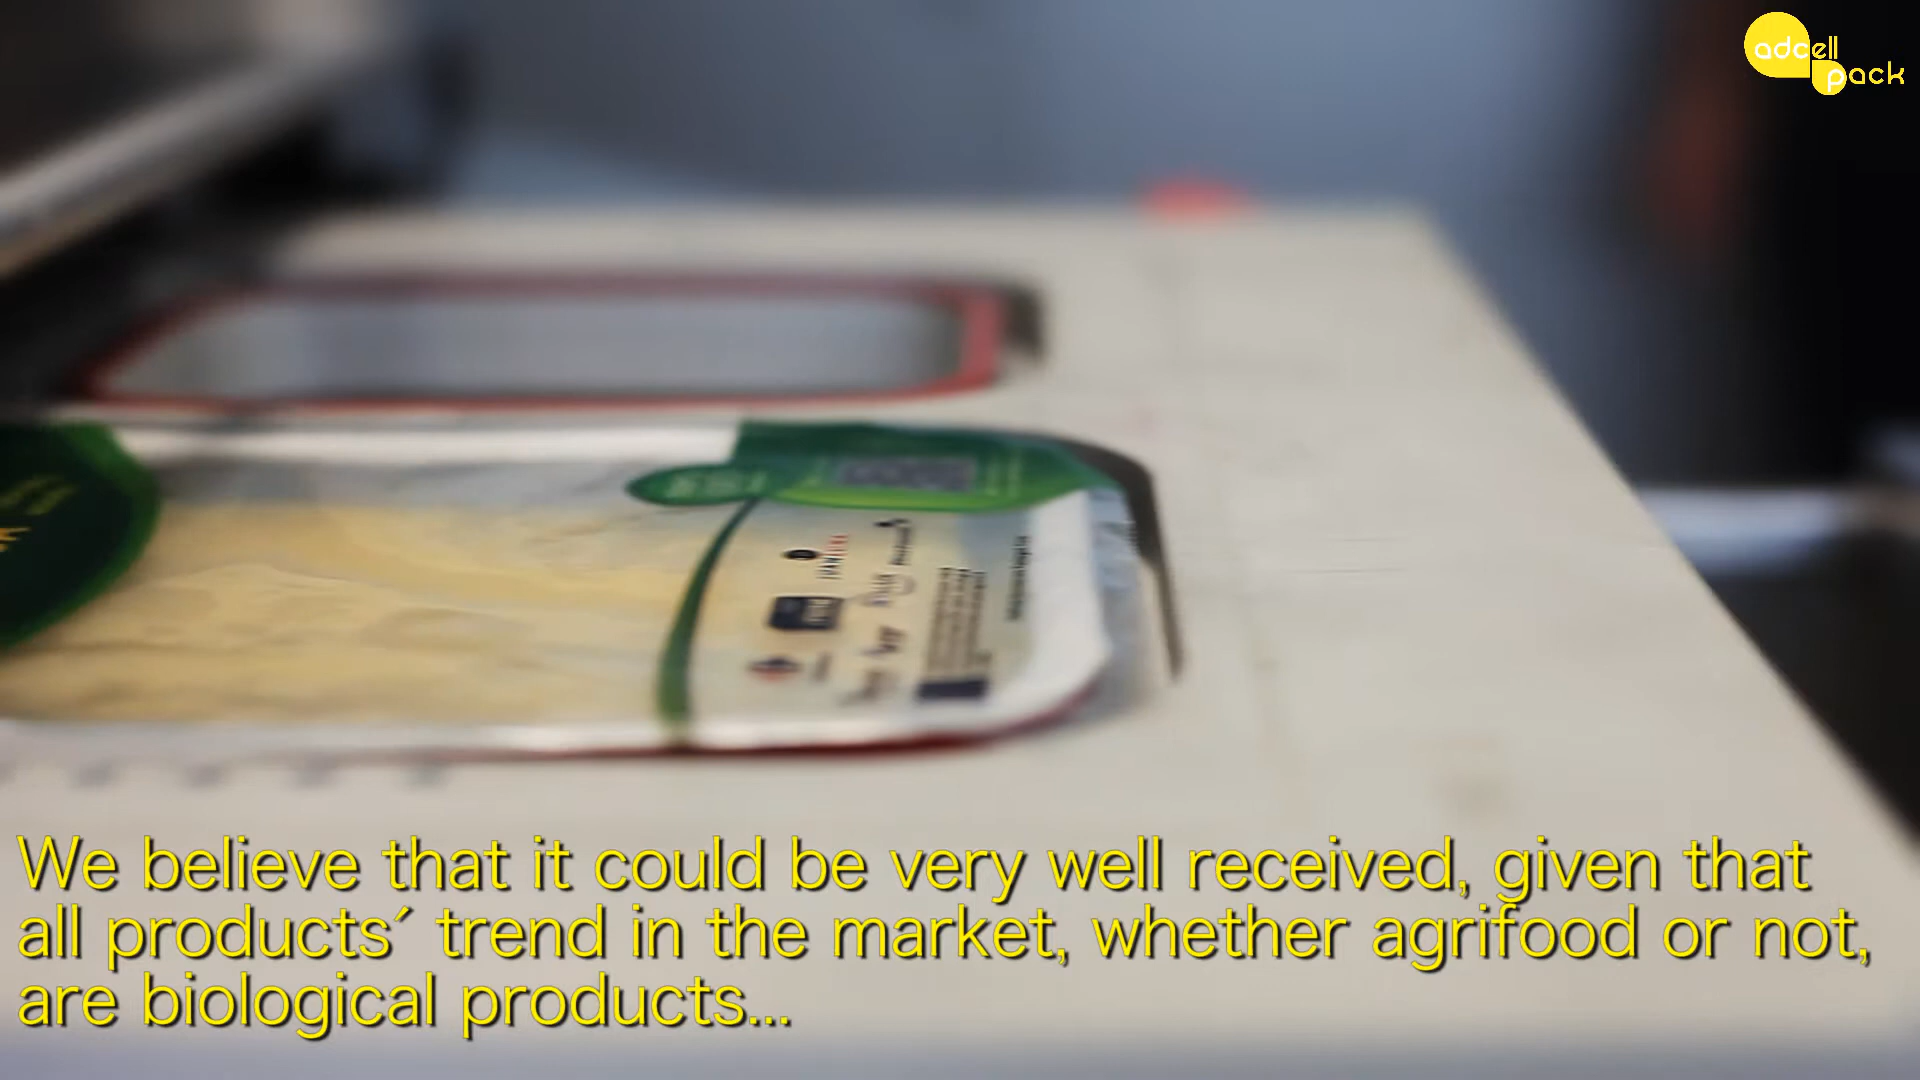 adcell
pack
We believe that it could be very well received, given that
all products´ trend in the market, whether agrifood or not,
are biological products...